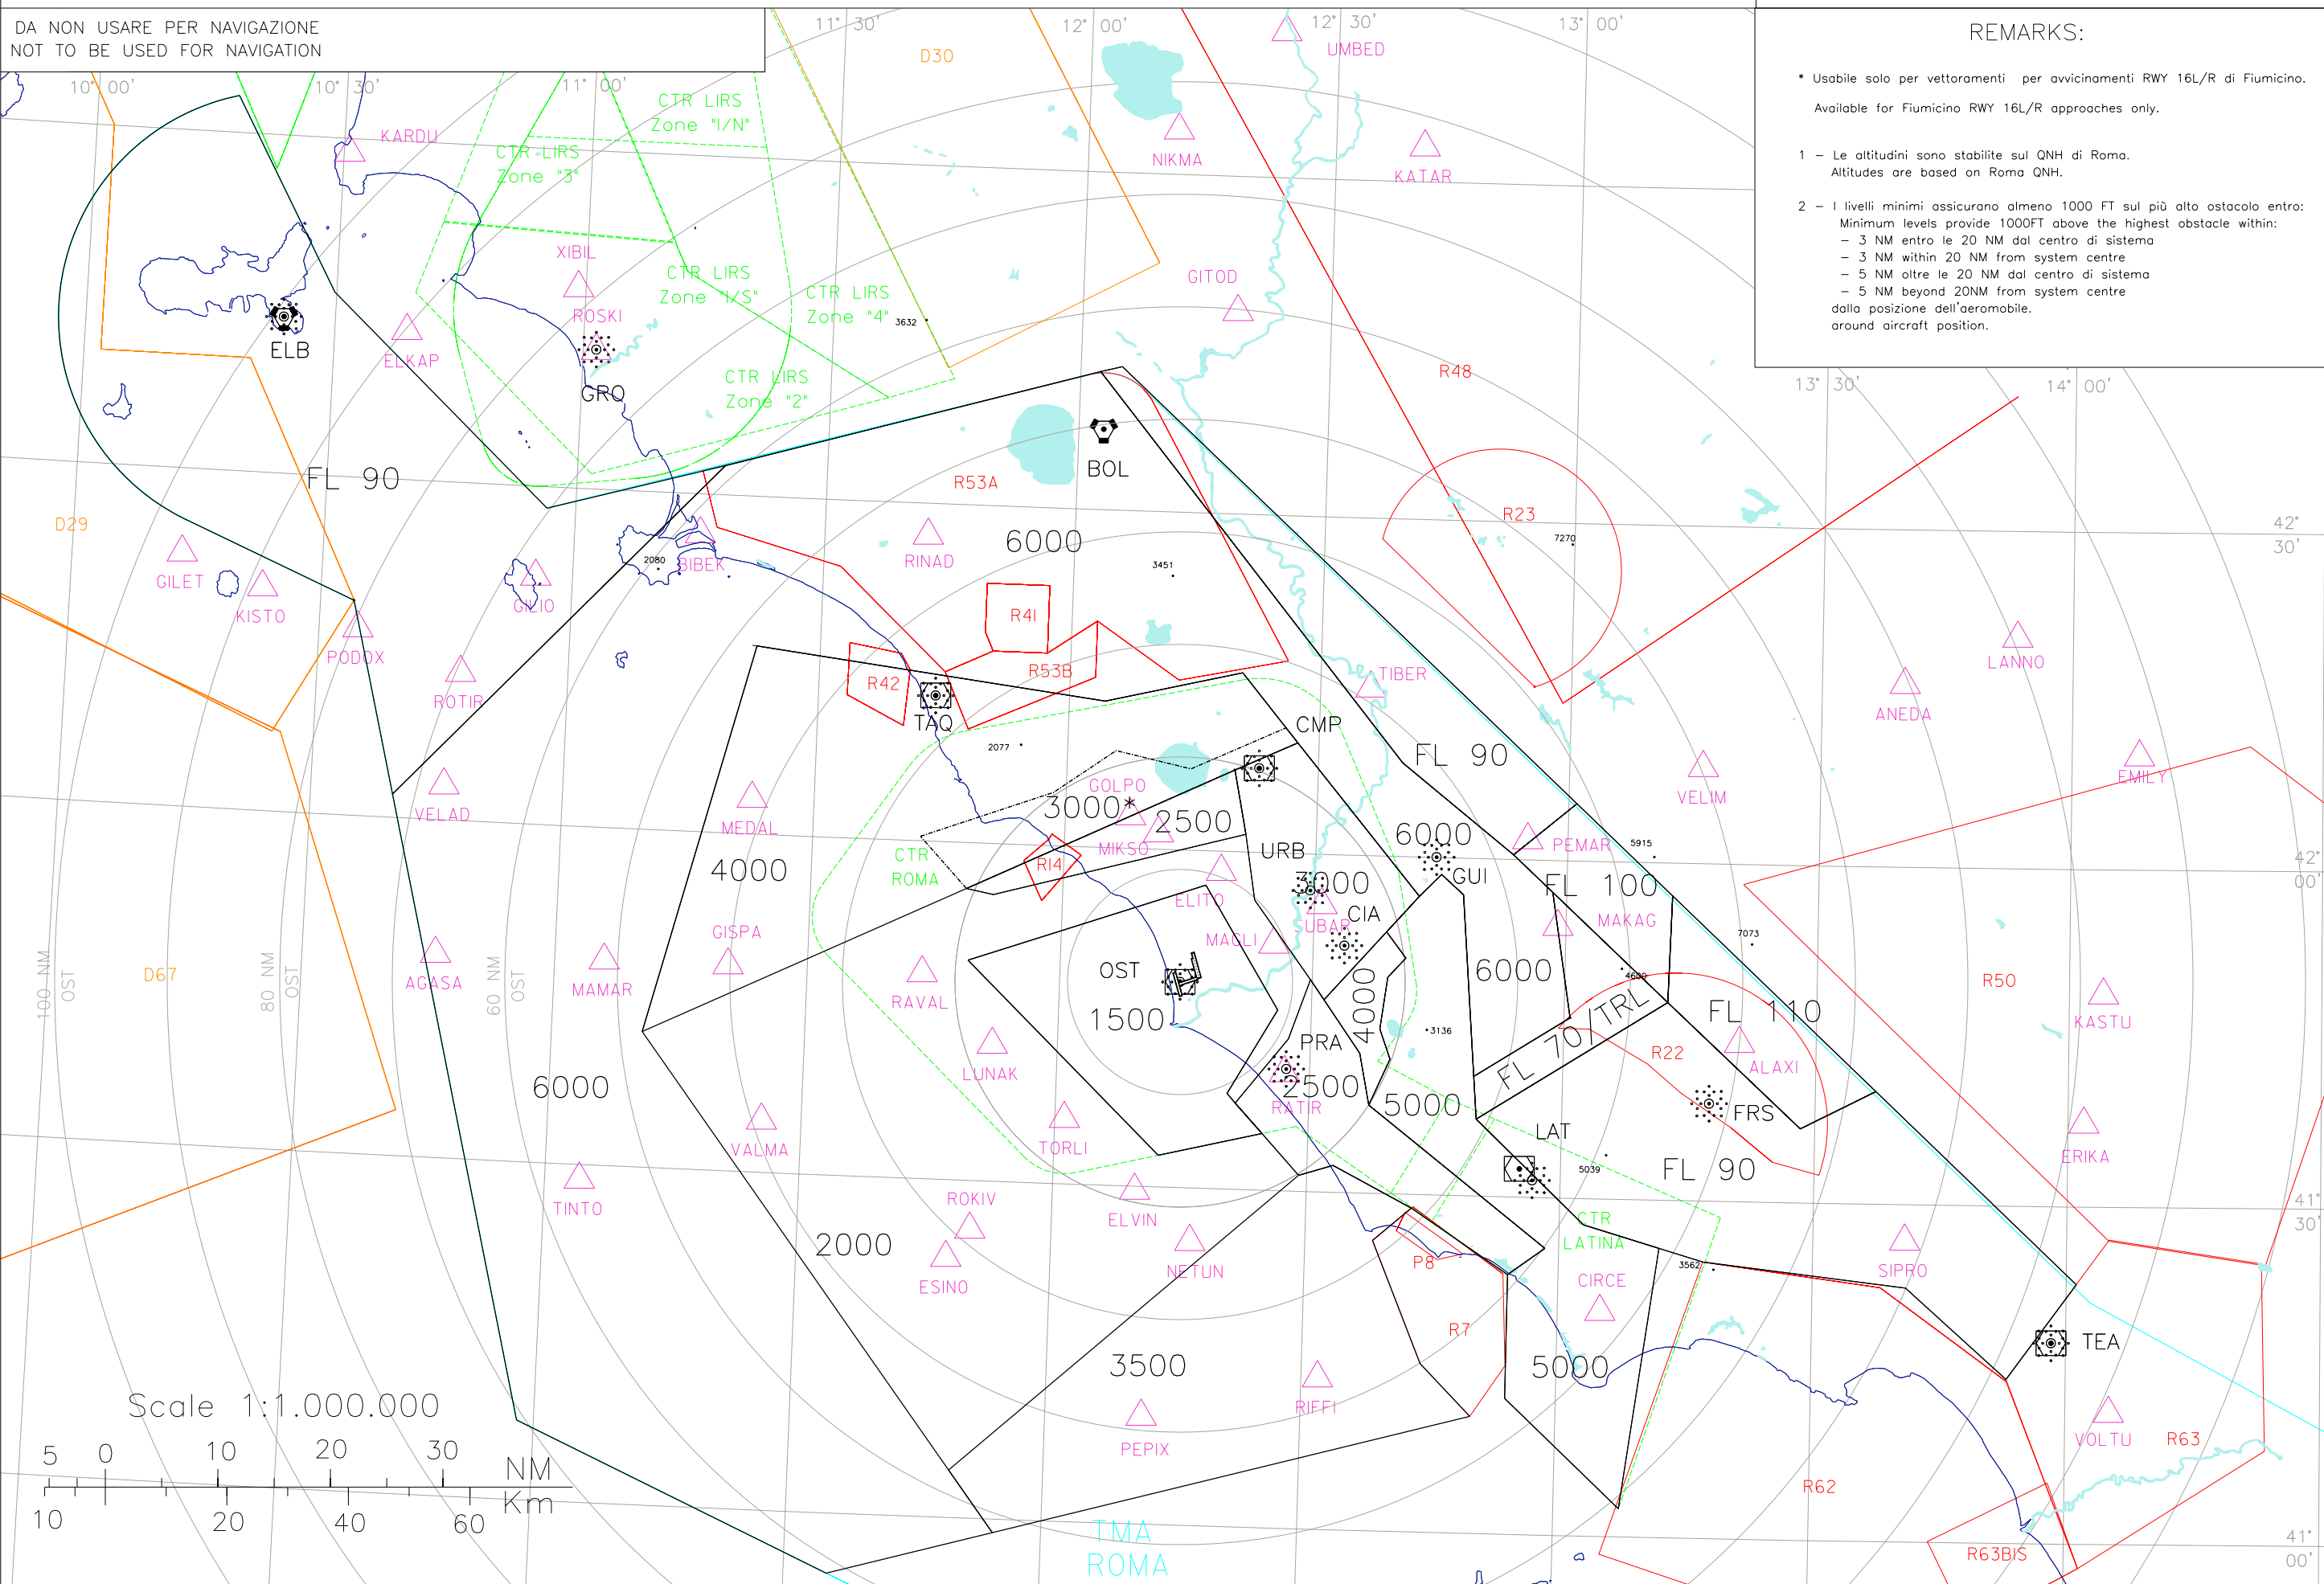 DA NON USARE PER NAVIGAZIONE
NOT TO BE USED FOR NAVIGATION
REMARKS:
* Usabile solo per vettoramenti per avvicinamenti RWY 16L/R di Fiumicino.
Available for Fiumicino RWY 16L/R approaches only.
1 – Le altitudini sono stabilite sul QNH di Roma.
Altitudes are based on Roma QNH.
2 – I livelli minimi assicurano almeno 1000 FT sul più alto ostacolo entro:
Minimum levels provide 1000FT above the highest obstacle within:
– 3 NM entro le 20 NM dal centro di sistema
– 3 NM within 20 NM from system centre
– 5 NM oltre le 20 NM dal centro di sistema
– 5 NM beyond 20NM from system centre
dalla posizione dell'aeromobile.
around aircraft position.
10° 00'
10° 30'
11° 00'
11° 30'
12° 00'
12° 30'
13° 00'
13° 30'
14° 00'
D30
UMBED
CTR LIRS
Zone "1/N"
KARDU
CTR LIRS
Zone "3"
NIKMA
KATAR
XIBIL
CTR LIRS
Zone "1/S"
GITOD
CTR LIRS
Zone "4"
3632
ROSKI
ELB
ELKAP
GRO
CTR LIRS
Zone "2"
R48
FL 90
BOL
R53A
R23
D29
42°
30'
6000
7270
GILET
2080
BIBEK
RINAD
3451
KISTO
GILIO
R41
PODOX
R53B
TIBER
LANNO
ROTIR
R42
ANEDA
TAQ
CMP
2077
FL 90
EMILY
GOLPO
VELIM
VELAD
MEDAL
3000*
2500
6000
MIKSO
URB
PEMAR
5915
CTR
ROMA
R14
42°
00'
4000
GUI
3000
FL 100
ELITO
CIA
MAKAG
SUBAR
GISPA
MAGLI
7073
100 NM
OST
D67
80 NM
OST
60 NM
OST
AGASA
MAMAR
RAVAL
OST
6000
4600
R50
1500
4000
FL 110
KASTU
3136
FL 70/TRL
PRA
R22
LUNAK
ALAXI
6000
2500
5000
RATIR
FRS
VALMA
TORLI
LAT
ERIKA
5039
FL 90
TINTO
ROKIV
ELVIN
41°
30'
CTR
LATINA
2000
NETUN
P8
3562
SIPRO
ESINO
CIRCE
R7
TEA
3500
5000
RIFFI
Scale 1:1.000.000
PEPIX
VOLTU
R63
5 0 10 20 30 NM
Km
10 20 40 60
R62
TMA
ROMA
R63BIS
41°
00'